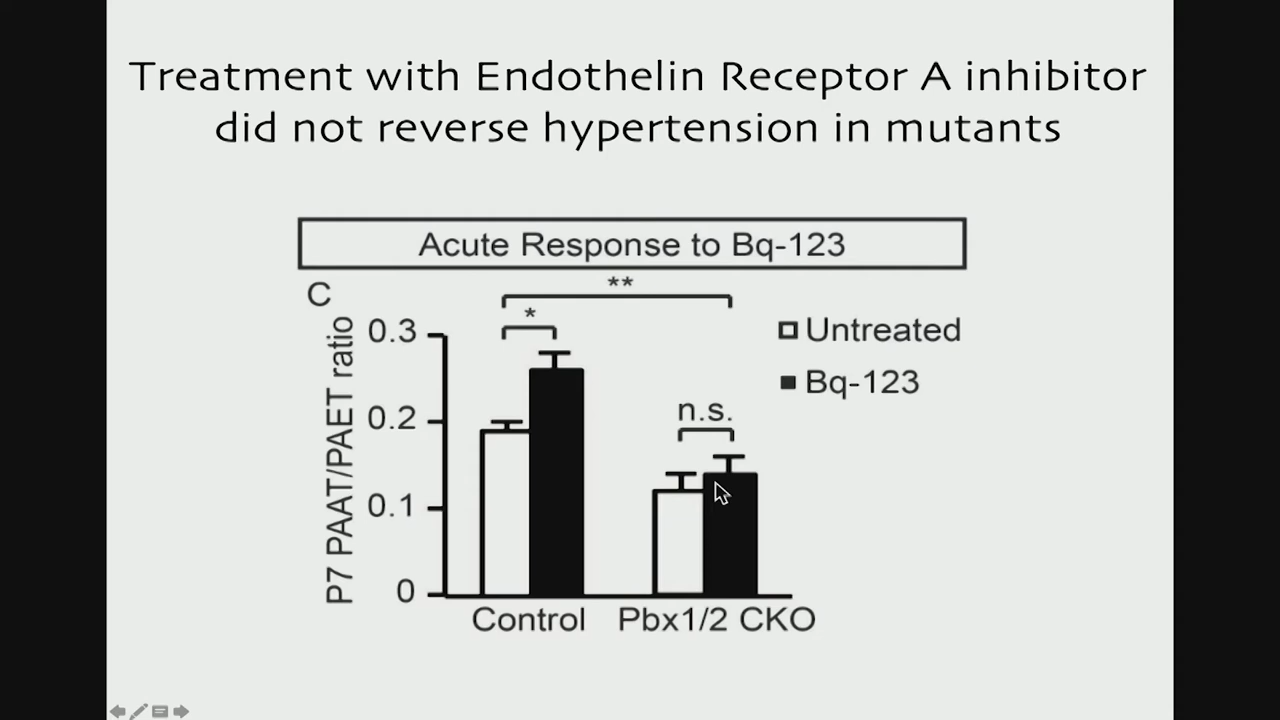 Treatment with Endothelin Receptor A inhibitor
did not reverse hypertension in mutants
Acute Response to Bq-123
C
**
*
n.s.
Untreated
Bq-123
P7 PAAT/PAET ratio
0.3
0.2
0.1
0
Control
Pbx1/2 CKO